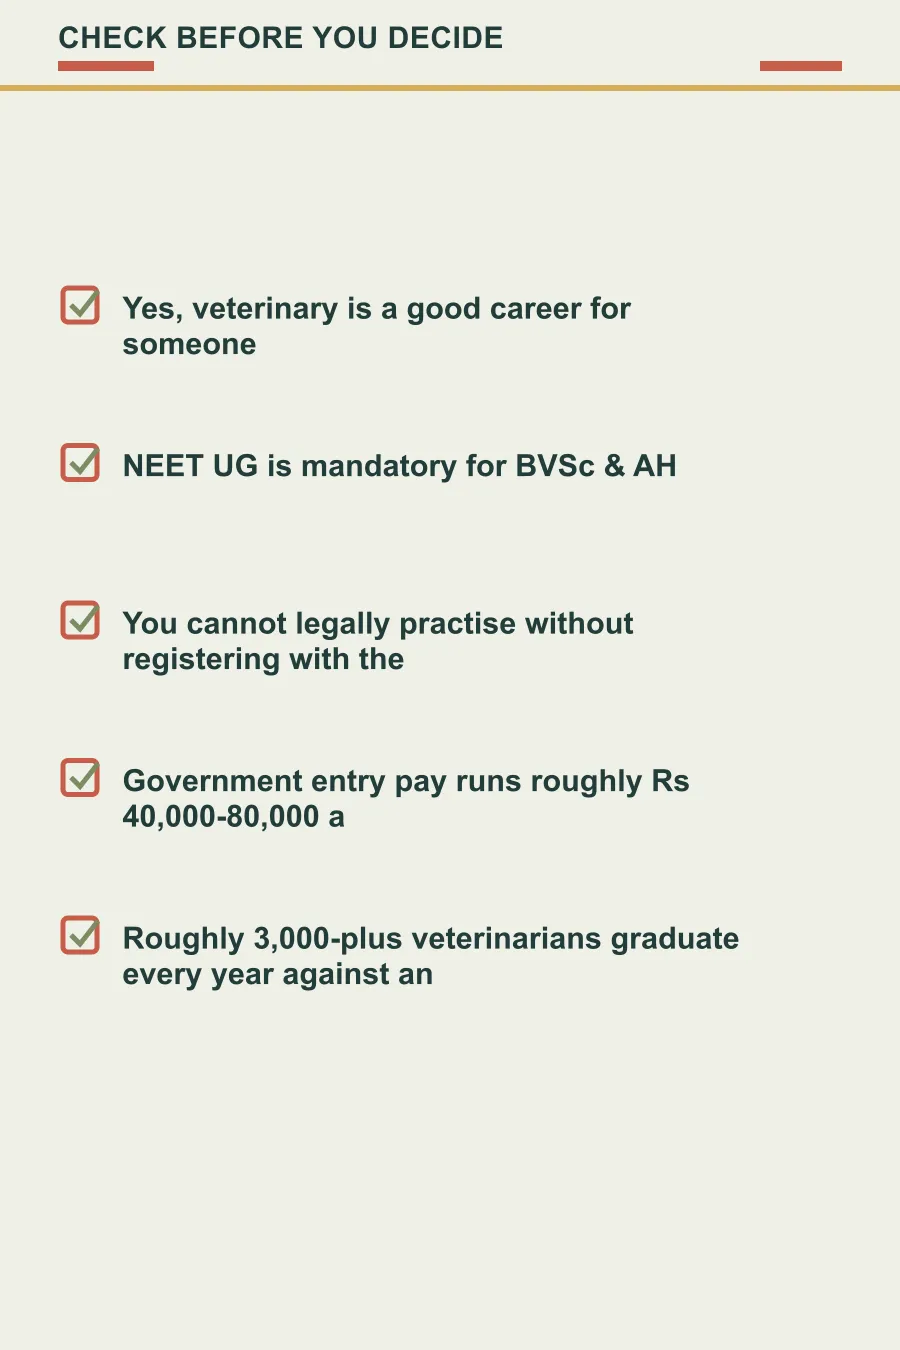 CHECK BEFORE YOU DECIDE
Yes, veterinary is a good career for
someone
NEET UG is mandatory for BVSc & AH
You cannot legally practise without
registering with the
Government entry pay runs roughly Rs
40,000-80,000 a
Roughly 3,000-plus veterinarians graduate
every year against an